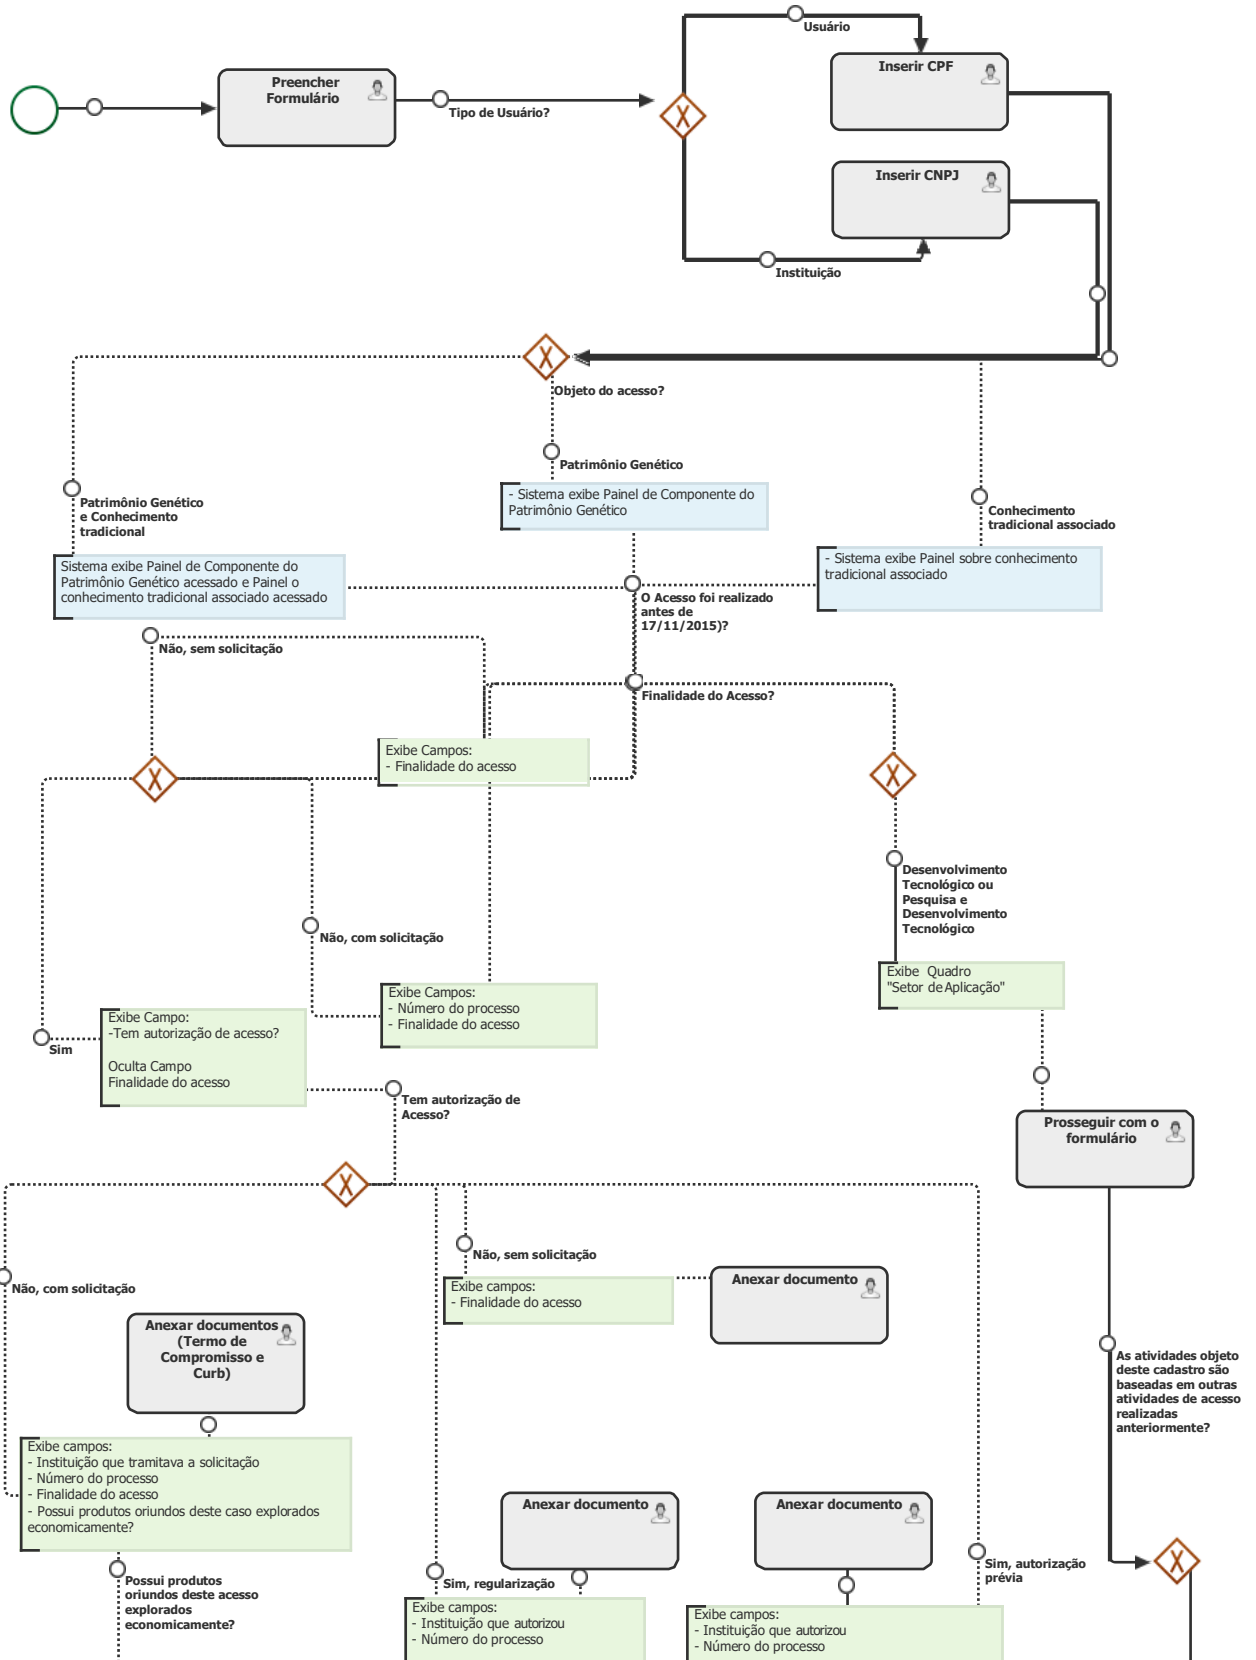 Usuário
Preencher
Formulário
Inserir CPF
Tipo de Usuário?
Inserir CNPJ
Instituição
Objeto do acesso?
Patrimônio Genético
Patrimônio Genético
e Conhecimento
tradicional
- Sistema exibe Painel de Componente do
Patrimônio Genético
Conhecimento
tradicional associado
Sistema exibe Painel de Componente do
Patrimônio Genético acessado e Painel o
conhecimento tradicional associado acessado
- Sistema exibe Painel sobre conhecimento
tradicional associado
O Acesso foi realizado
antes de
17/11/2015)?
Não, sem solicitação
Finalidade do Acesso?
Exibe Campos:
- Finalidade do acesso
Desenvolvimento
Tecnológico ou
Pesquisa e
Desenvolvimento
Tecnológico
Não, com solicitação
Exibe Quadro
"Setor de Aplicação"
Exibe Campos:
- Número do processo
- Finalidade do acesso
Exibe Campo:
-Tem autorização de acesso?
Oculta Campo
Finalidade do acesso
Sim
Tem autorização de
Acesso?
Prosseguir com o
formulário
Não, sem solicitação
Não, com solicitação
Exibe campos:
- Finalidade do acesso
Anexar documento
Anexar documentos
(Termo de
Compromisso e
Curb)
As atividades objeto
deste cadastro são
baseadas em outras
atividades de acesso
realizadas
anteriormente?
Exibe campos:
- Instituição que tramitava a solicitação
- Número do processo
- Finalidade do acesso
- Possui produtos oriundos deste caso explorados
economicamente?
Anexar documento
Anexar documento
Sim, autorização
prévia
Possui produtos
oriundos deste acesso
explorados
economicamente?
Sim, regularização
Exibe campos:
- Instituição que autorizou
- Número do processo
Exibe campos:
- Instituição que autorizou
- Número do processo